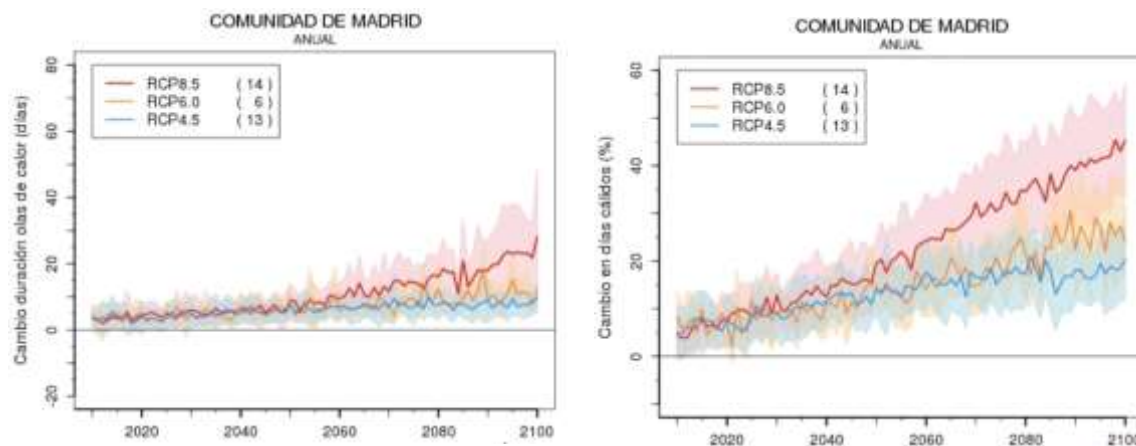 COMUNIDAD DE MADRID
ANUAL
Cambio duración olas de calor (días)
80
60
40
20
0
-20
RCP8.5 ( 14 )
RCP6.0 ( 6 )
RCP4.5 ( 13 )
2020 2040 2060 2080 2100
COMUNIDAD DE MADRID
ANUAL
Cambio en días cálidos (%)
60
40
20
0
RCP8.5 ( 14 )
RCP6.0 ( 6 )
RCP4.5 ( 13 )
2020 2040 2060 2080 2100